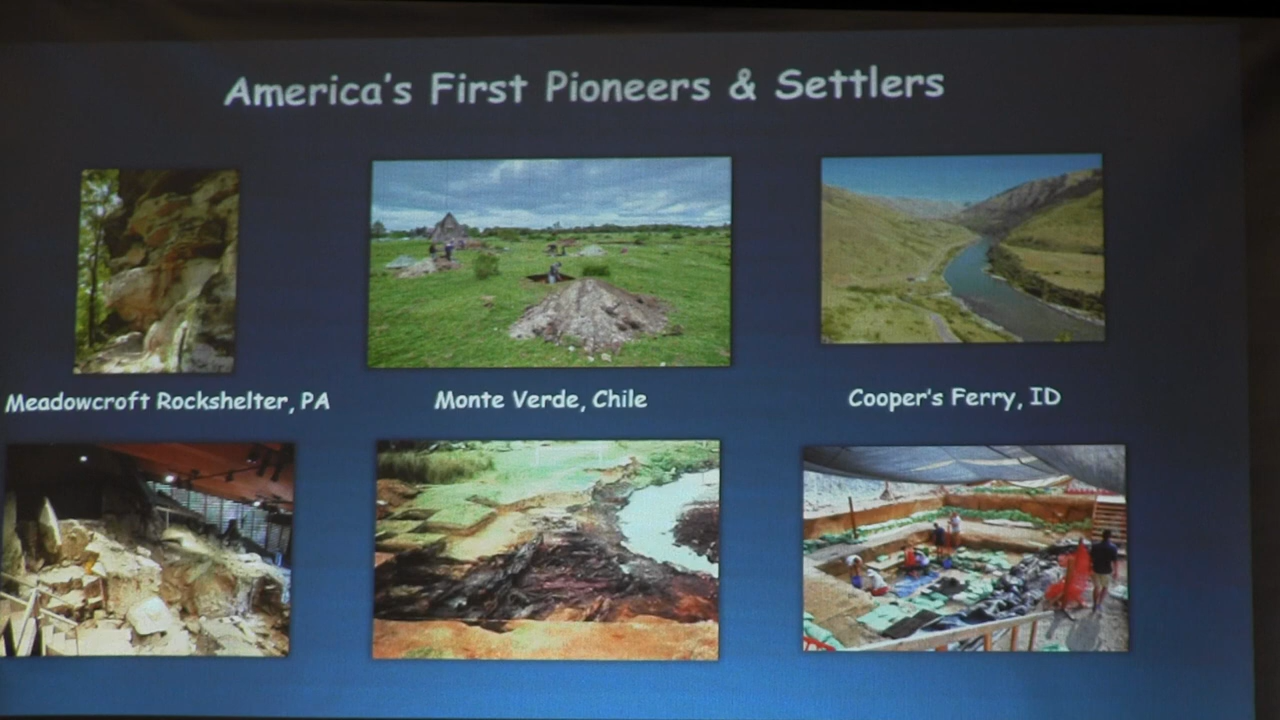 America's First Pioneers & Settlers
Meadowcroft Rockshelter, PA
Monte Verde, Chile
Cooper's Ferry, ID